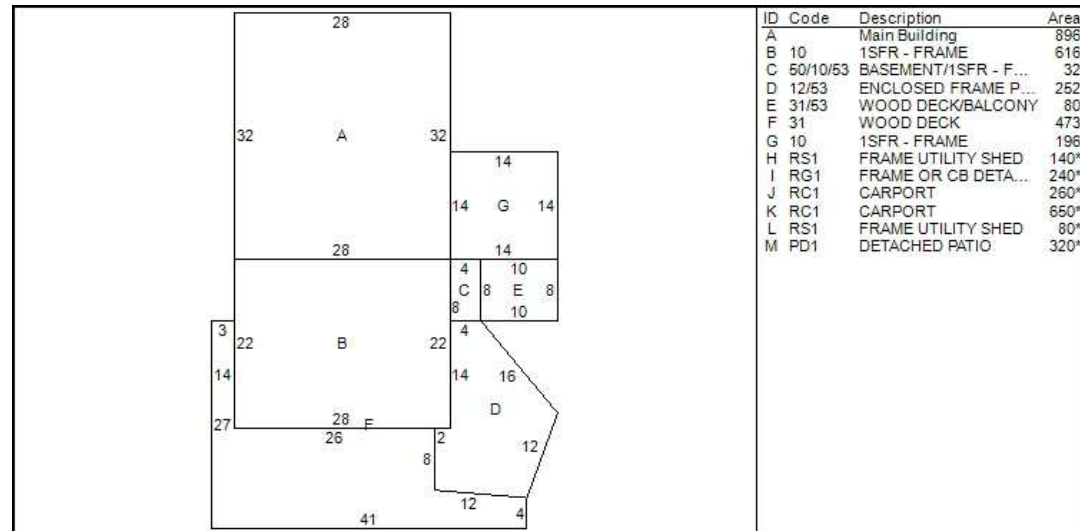 28
32 A 32
14
14 G 14
28 14
4 10
C 8 E 8
8 10
3 4
22 B 22
14 14 16
D
27 28 F
26 2 12
8
12
4
41
ID Code Description Area
A Main Building 896
B 10 1SFR - FRAME 616
C 50/10/53 BASEMENT/1SFR - F... 32
D 12/53 ENCLOSED FRAME P... 252
E 31/53 WOOD DECK/BALCONY 80
F 31 WOOD DECK 473
G 10 1SFR - FRAME 196
H RS1 FRAME UTILITY SHED 140*
I RG1 FRAME OR CB DETA... 240*
J RC1 CARPORT 260*
K RC1 CARPORT 650*
L RS1 FRAME UTILITY SHED 80*
M PD1 DETACHED PATIO 320*